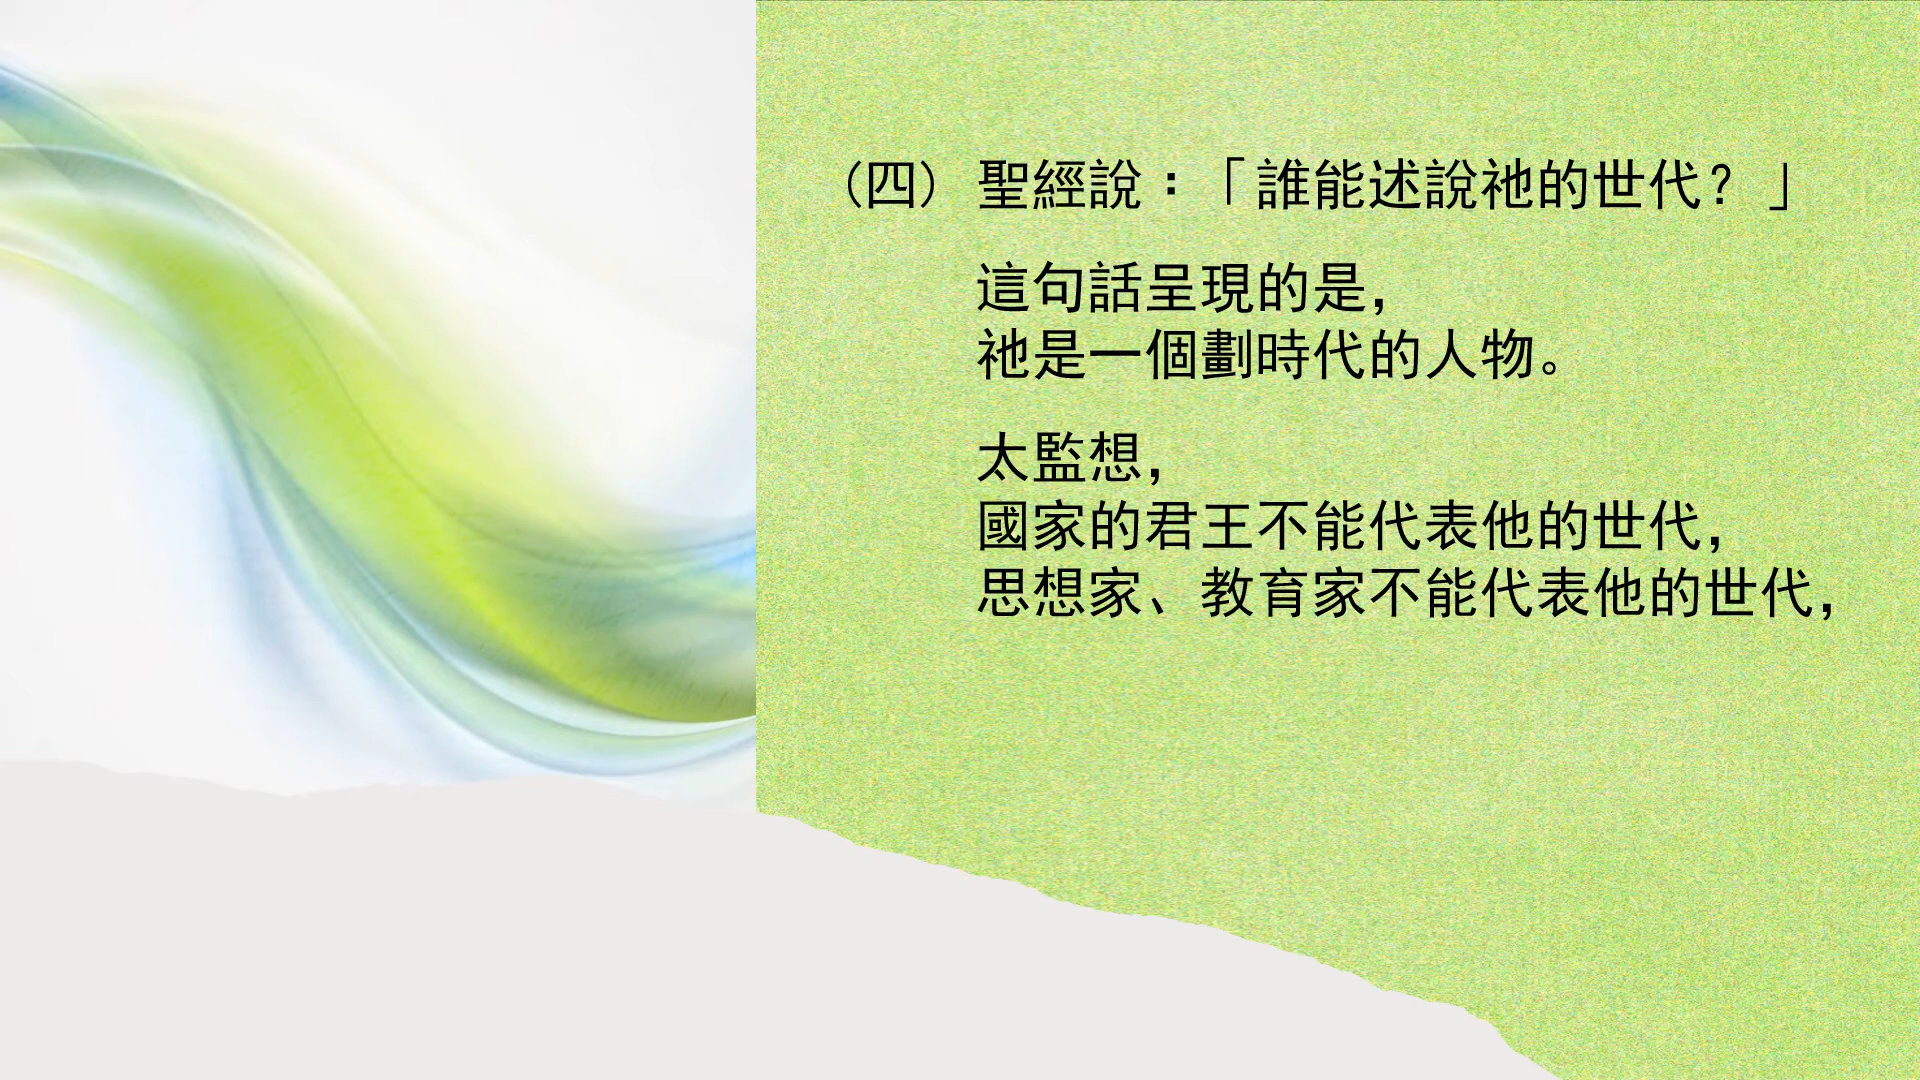 (四) 聖經說：「誰能述說祂的世代？」
這句話呈現的是，
祂是一個劃時代的人物。
太監想，
國家的君王不能代表他的世代，
思想家、教育家不能代表他的世代，